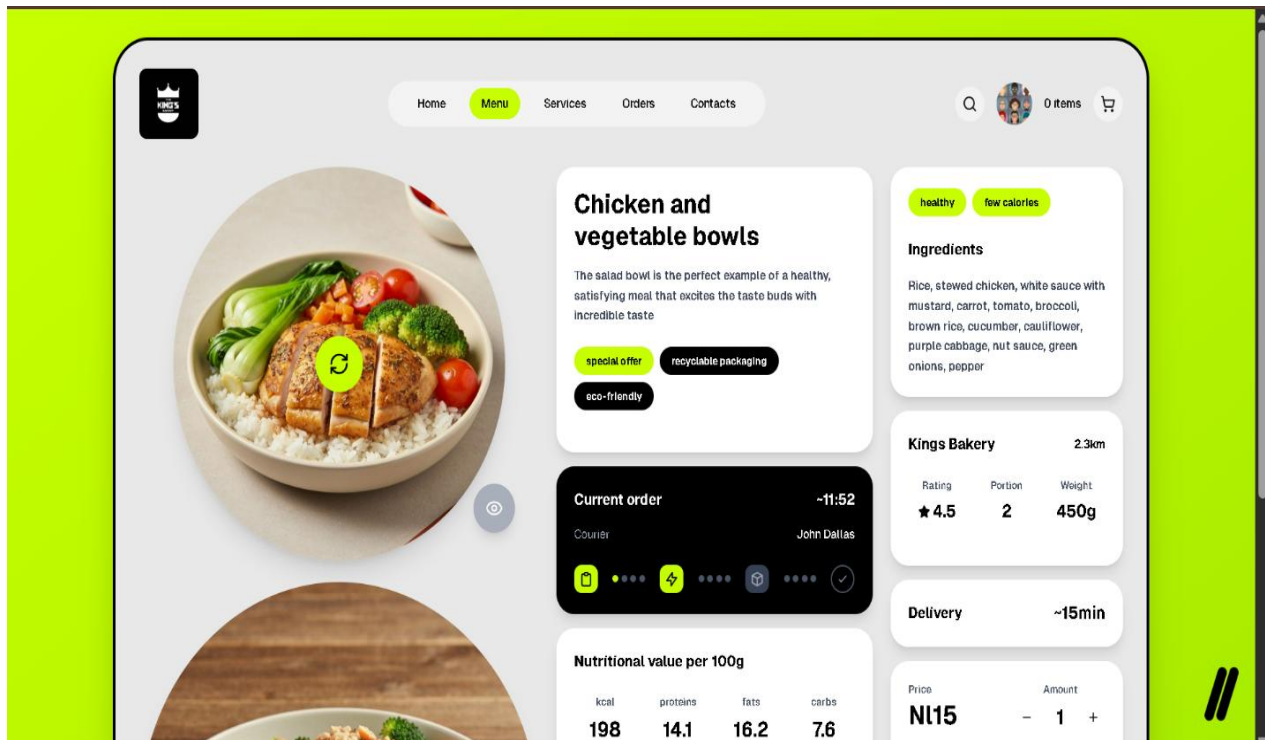 KING'S
Home
Menu
Services
Orders
Contacts
0 items
Chicken and
vegetable bowls
The salad bowl is the perfect example of a healthy,
satisfying meal that excites the taste buds with
incredible taste
special offer
recyclable packaging
eco-friendly
Current order
~11:52
Courier
John Dallas
Nutritional value per 100g
kcal
proteins
fats
carbs
198
14.1
16.2
7.6
healthy
few calories
Ingredients
Rice, stewed chicken, white sauce with
mustard, carrot, tomato, broccoli,
brown rice, cucumber, cauliflower,
purple cabbage, nut sauce, green
onions, pepper
Kings Bakery
2.3km
Rating
Portion
Weight
4.5
2
450g
Delivery
~15min
Price
Amount
Nl15
− 1 +